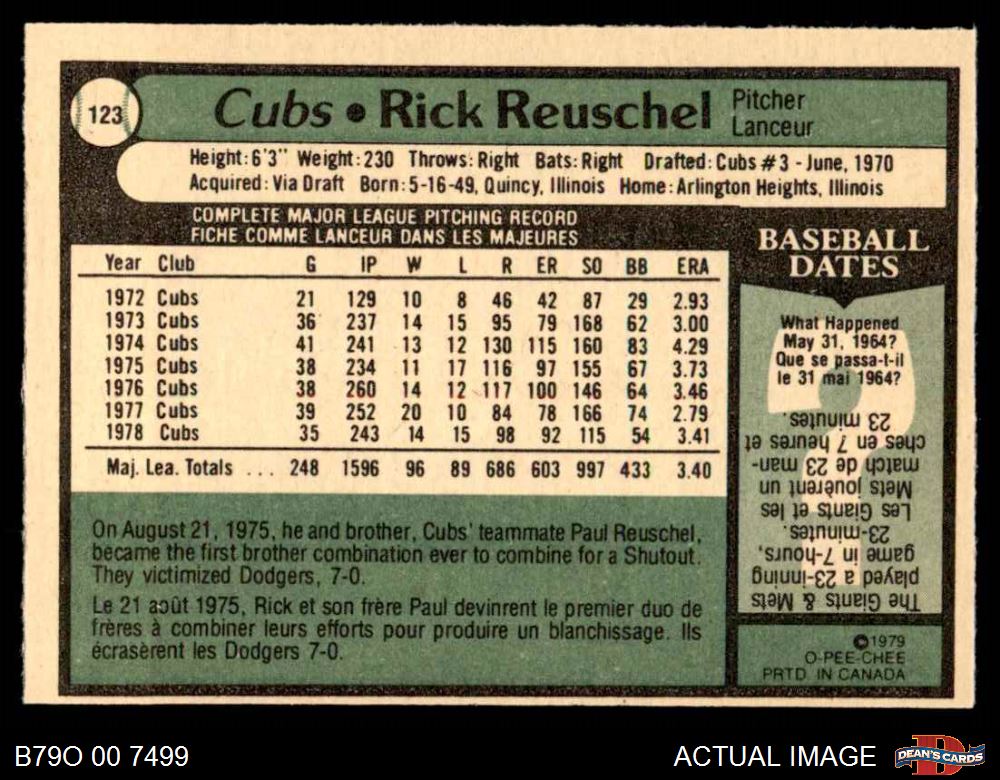 123
Cubs • Rick Reuschel
Pitcher
Lanceur
Height: 6'3" Weight: 230 Throws: Right Bats: Right Drafted: Cubs #3 - June, 1970
Acquired: Via Draft Born: 5-16-49, Quincy, Illinois Home: Arlington Heights, Illinois
COMPLETE MAJOR LEAGUE PITCHING RECORD
FICHE COMME LANCEUR DANS LES MAJEURES
Year Club G IP W L R ER SO BB ERA
1972 Cubs 21 129 10 8 46 42 87 29 2.93
1973 Cubs 36 237 14 15 95 79 168 62 3.00
1974 Cubs 41 241 13 12 130 115 160 83 4.29
1975 Cubs 38 234 11 17 116 97 155 67 3.73
1976 Cubs 38 260 14 12 117 100 146 64 3.46
1977 Cubs 39 252 20 10 84 78 166 74 2.79
1978 Cubs 35 243 14 15 98 92 115 54 3.41
Maj. Lea. Totals ... 248 1596 96 89 686 603 997 433 3.40
On August 21, 1975, he and brother, Cubs' teammate Paul Reuschel,
became the first brother combination ever to combine for a Shutout.
They victimized Dodgers, 7-0.
Le 21 août 1975, Rick et son frère Paul devinrent le premier duo de
frères à combiner leurs efforts pour produire un blanchissage. Ils
écrasèrent les Dodgers 7-0.
BASEBALL
DATES
What Happened
May 31, 1964?
Que se passa-t-il
le 31 mai 1964?
The Giants & Mets
played a 23-inning
game in 7-hours,
23-minutes.
Les Giants et les
Mets jouèrent un
match de 23 man-
ches en 7 heures et
23 minutes.
©1979
O-PEE-CHEE
PRTD IN CANADA
B79O 00 7499
ACTUAL IMAGE
DEAN'S CARDS